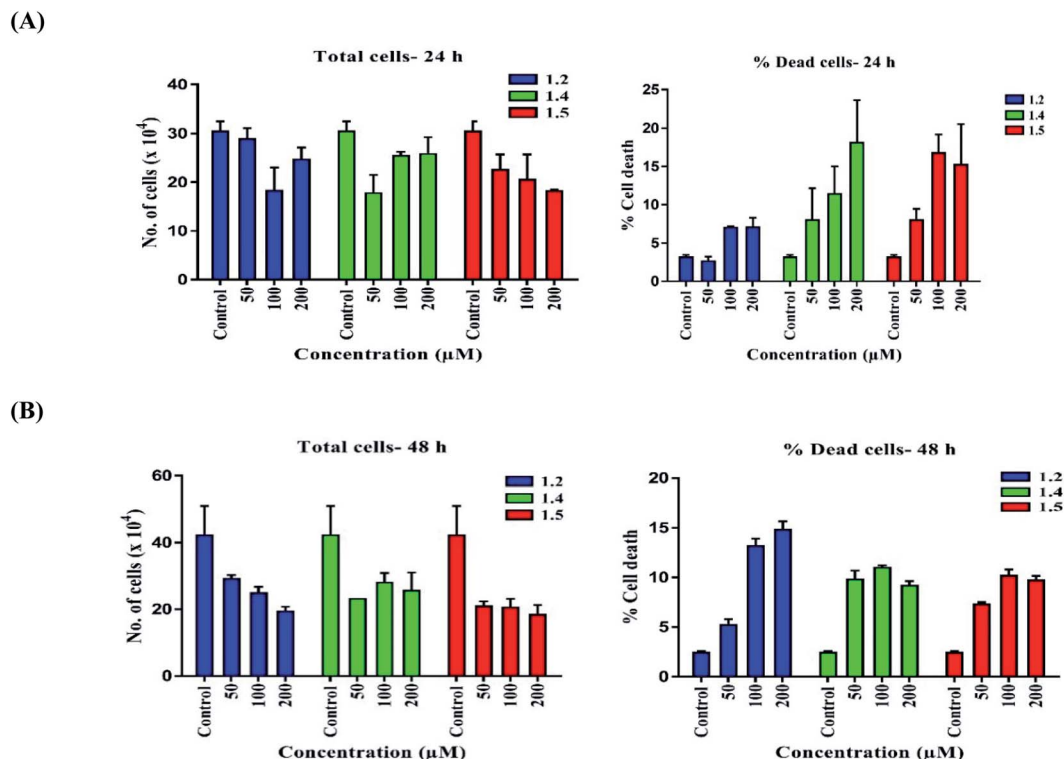 (A)
Total cells- 24 h
1.2
1.4
1.5
No. of cells (x 10⁴)
40
30
20
10
0
Control 50 100 200 Control 50 100 200 Control 50 100 200
Concentration (µM)
% Dead cells- 24 h
1.2
1.4
1.5
% Cell death
25
20
15
10
5
0
Control 50 100 200 Control 50 100 200 Control 50 100 200
Concentration (µM)
(B)
Total cells- 48 h
1.2
1.4
1.5
No. of cells (x 10⁴)
60
40
20
0
Control 50 100 200 Control 50 100 200 Control 50 100 200
Concentration (µM)
% Dead cells- 48 h
1.2
1.4
1.5
% Cell death
20
15
10
5
0
Control 50 100 200 Control 50 100 200 Control 50 100 200
Concentration (µM)